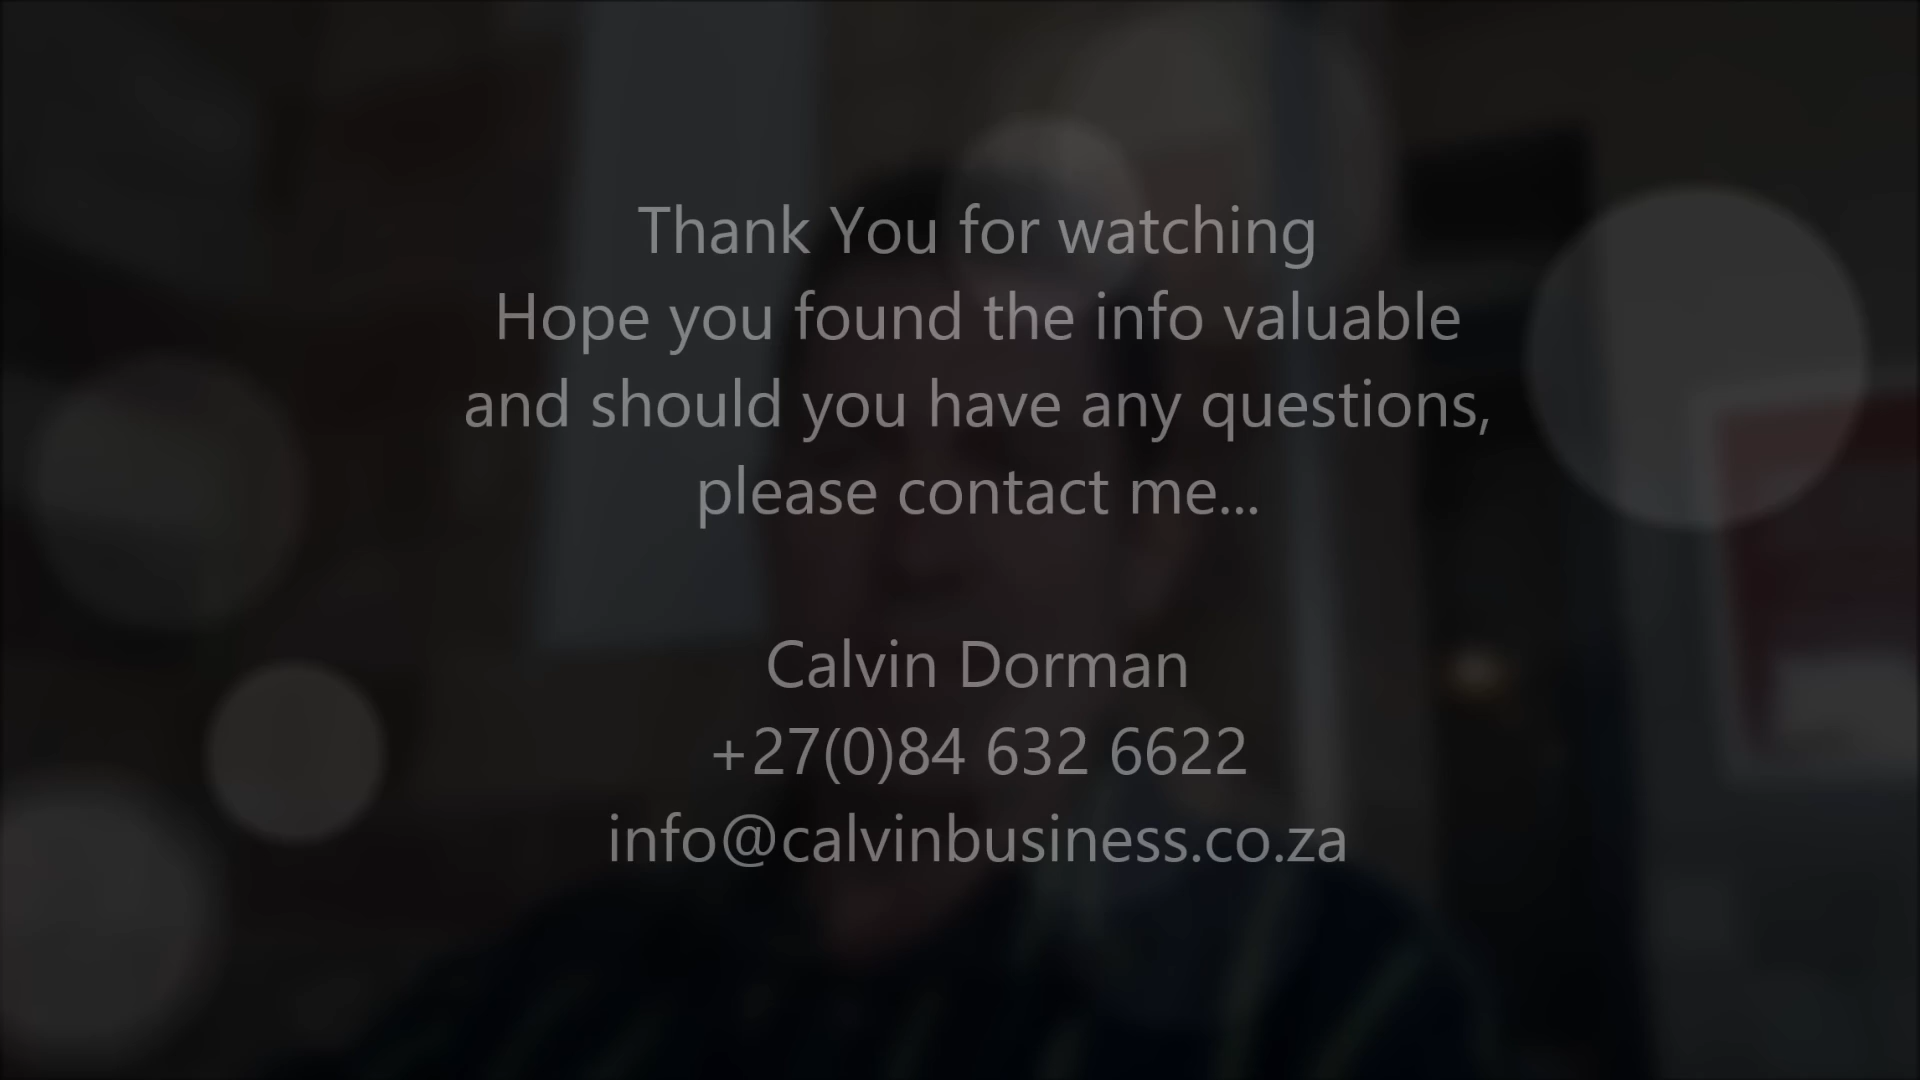 Thank You for watching
Hope you found the info valuable
and should you have any questions,
please contact me...
Calvin Dorman
+27(0)84 632 6622
info@calvinbusiness.co.za